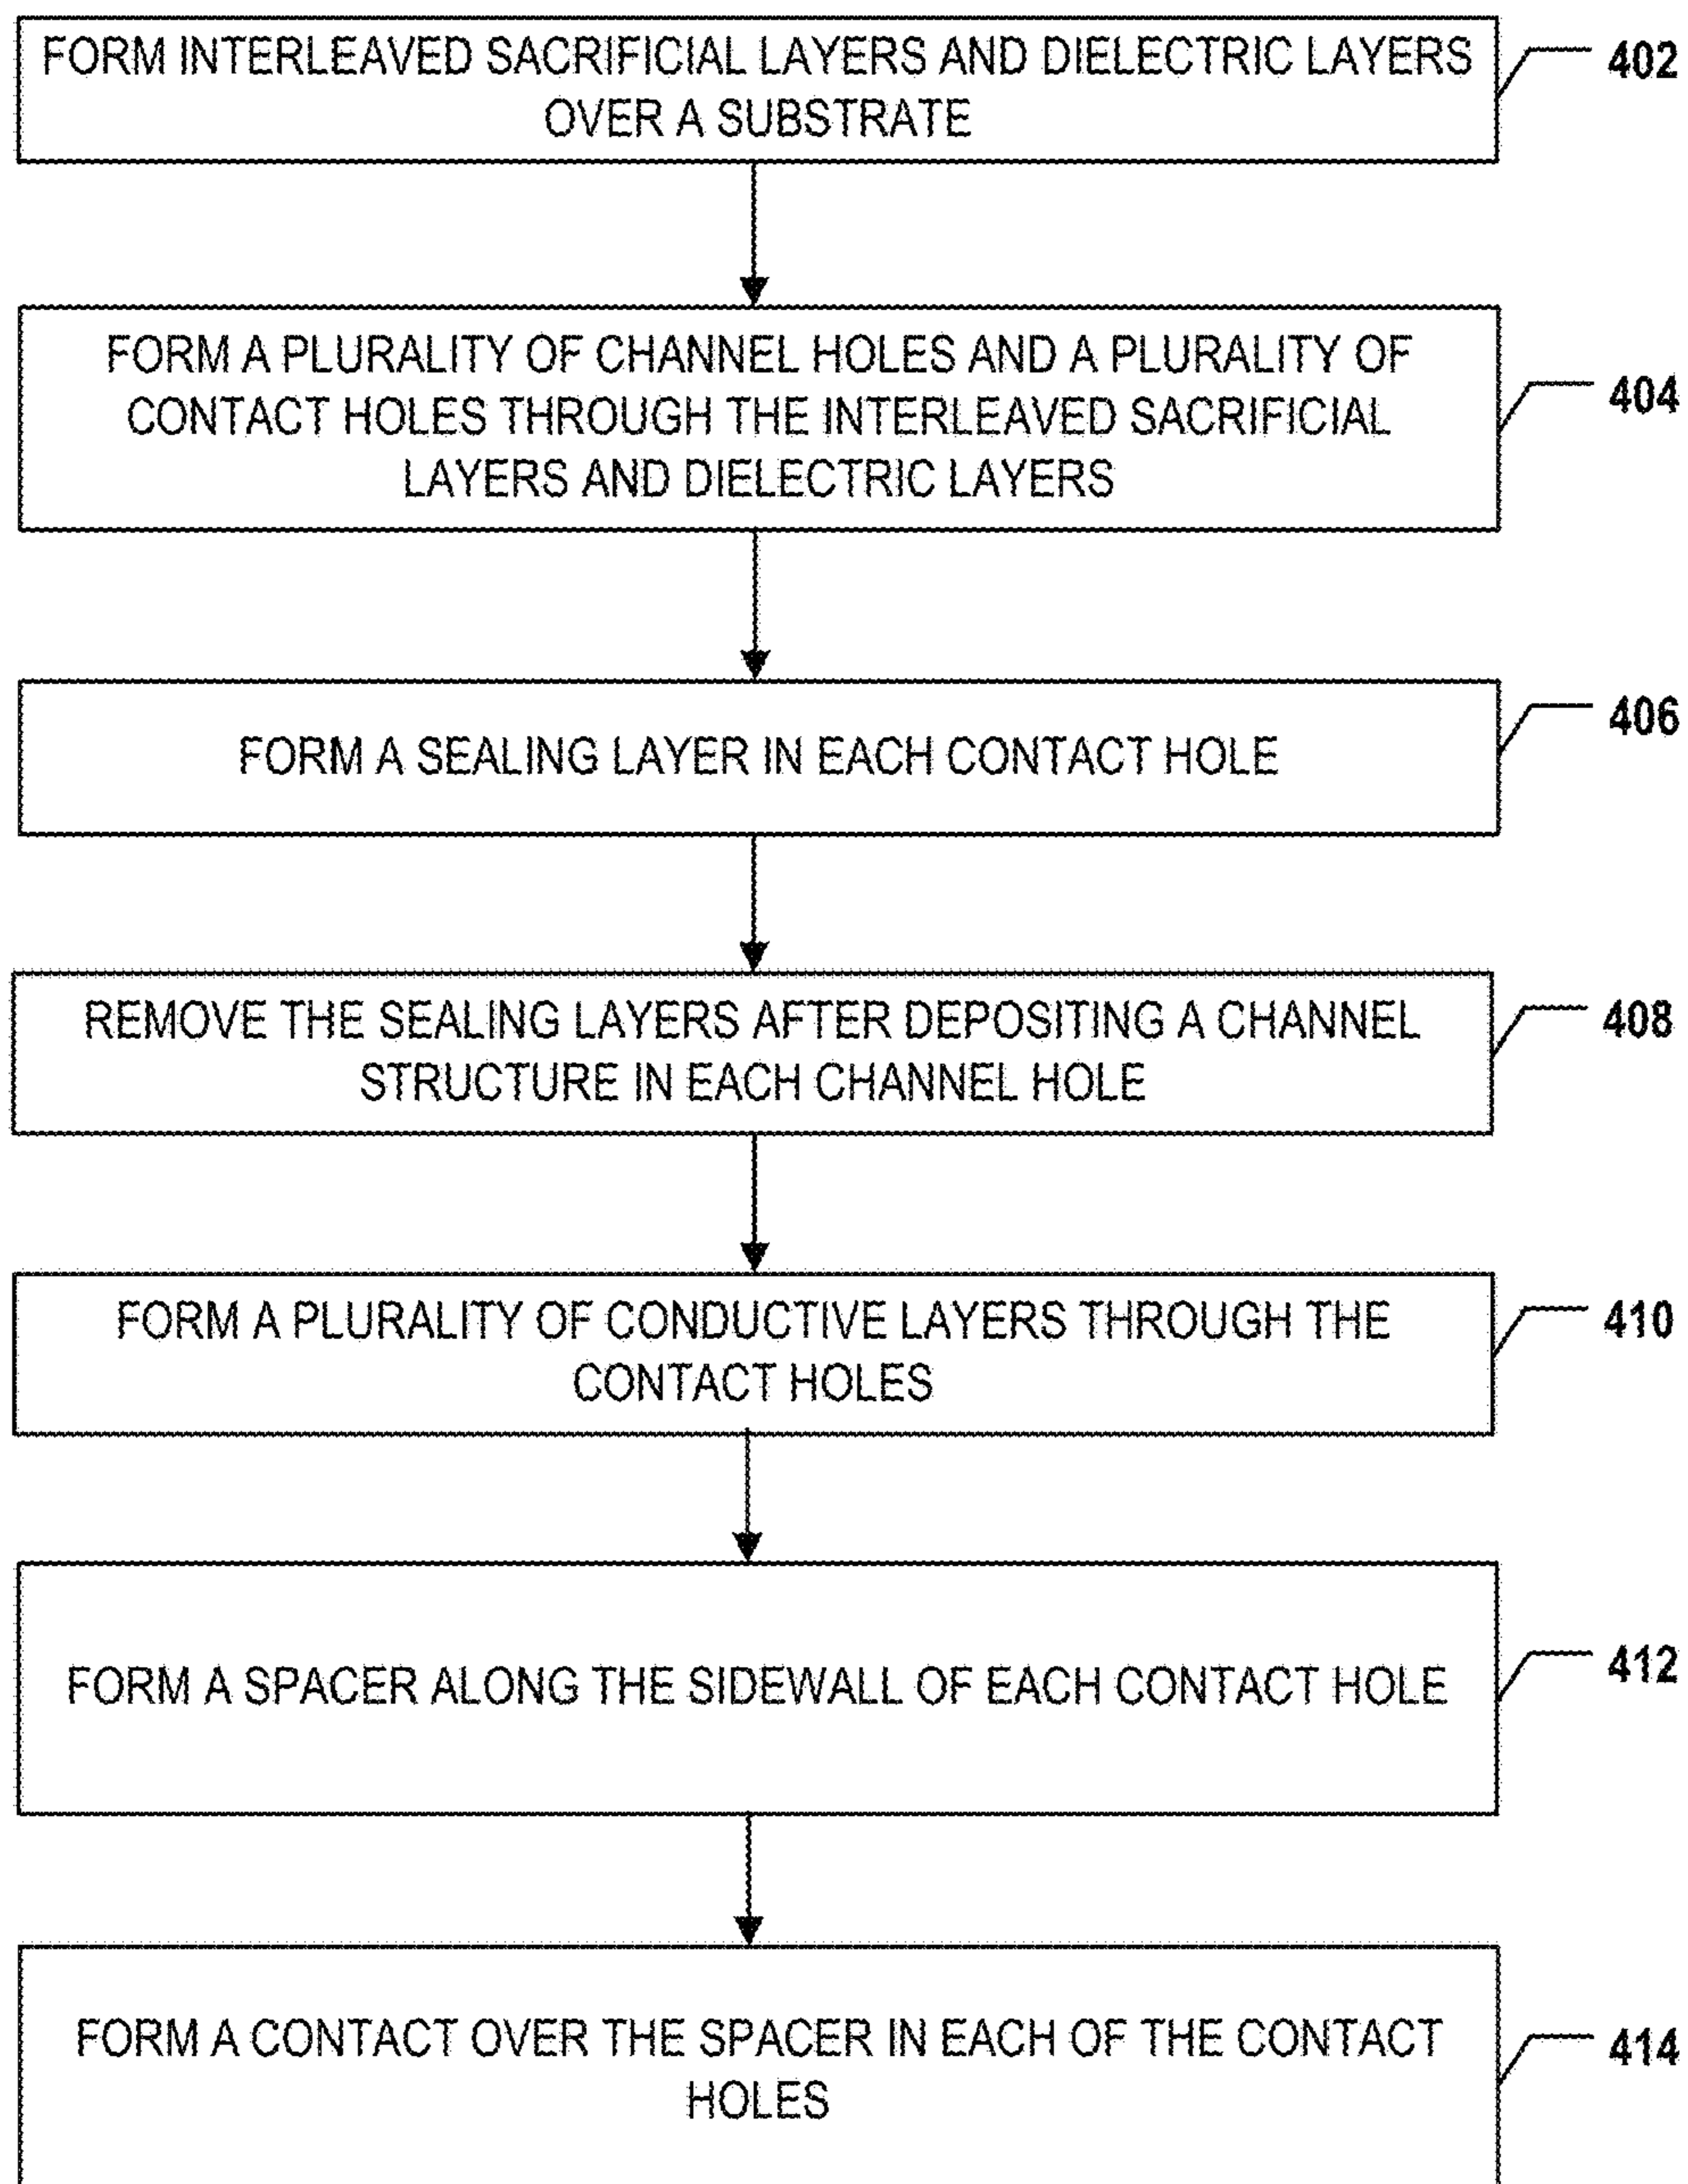 FORM INTERLEAVED SACRIFICIAL LAYERS AND DIELECTRIC LAYERS
OVER A SUBSTRATE
402
FORM A PLURALITY OF CHANNEL HOLES AND A PLURALITY OF
CONTACT HOLES THROUGH THE INTERLEAVED SACRIFICIAL
LAYERS AND DIELECTRIC LAYERS
404
FORM A SEALING LAYER IN EACH CONTACT HOLE
406
REMOVE THE SEALING LAYERS AFTER DEPOSITING A CHANNEL
STRUCTURE IN EACH CHANNEL HOLE
408
FORM A PLURALITY OF CONDUCTIVE LAYERS THROUGH THE
CONTACT HOLES
410
FORM A SPACER ALONG THE SIDEWALL OF EACH CONTACT HOLE
412
FORM A CONTACT OVER THE SPACER IN EACH OF THE CONTACT
HOLES
414